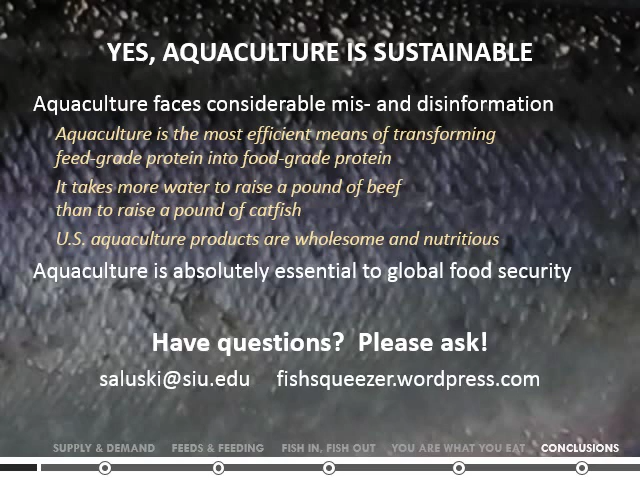 YES, AQUACULTURE IS SUSTAINABLE
Aquaculture faces considerable mis- and disinformation
Aquaculture is the most efficient means of transforming
feed-grade protein into food-grade protein
It takes more water to raise a pound of beef
than to raise a pound of catfish
U.S. aquaculture products are wholesome and nutritious
Aquaculture is absolutely essential to global food security
Have questions?  Please ask!
saluski@siu.edu fishsqueezer.wordpress.com
SUPPLY & DEMAND FEEDS & FEEDING FISH IN, FISH OUT YOU ARE WHAT YOU EAT CONCLUSIONS